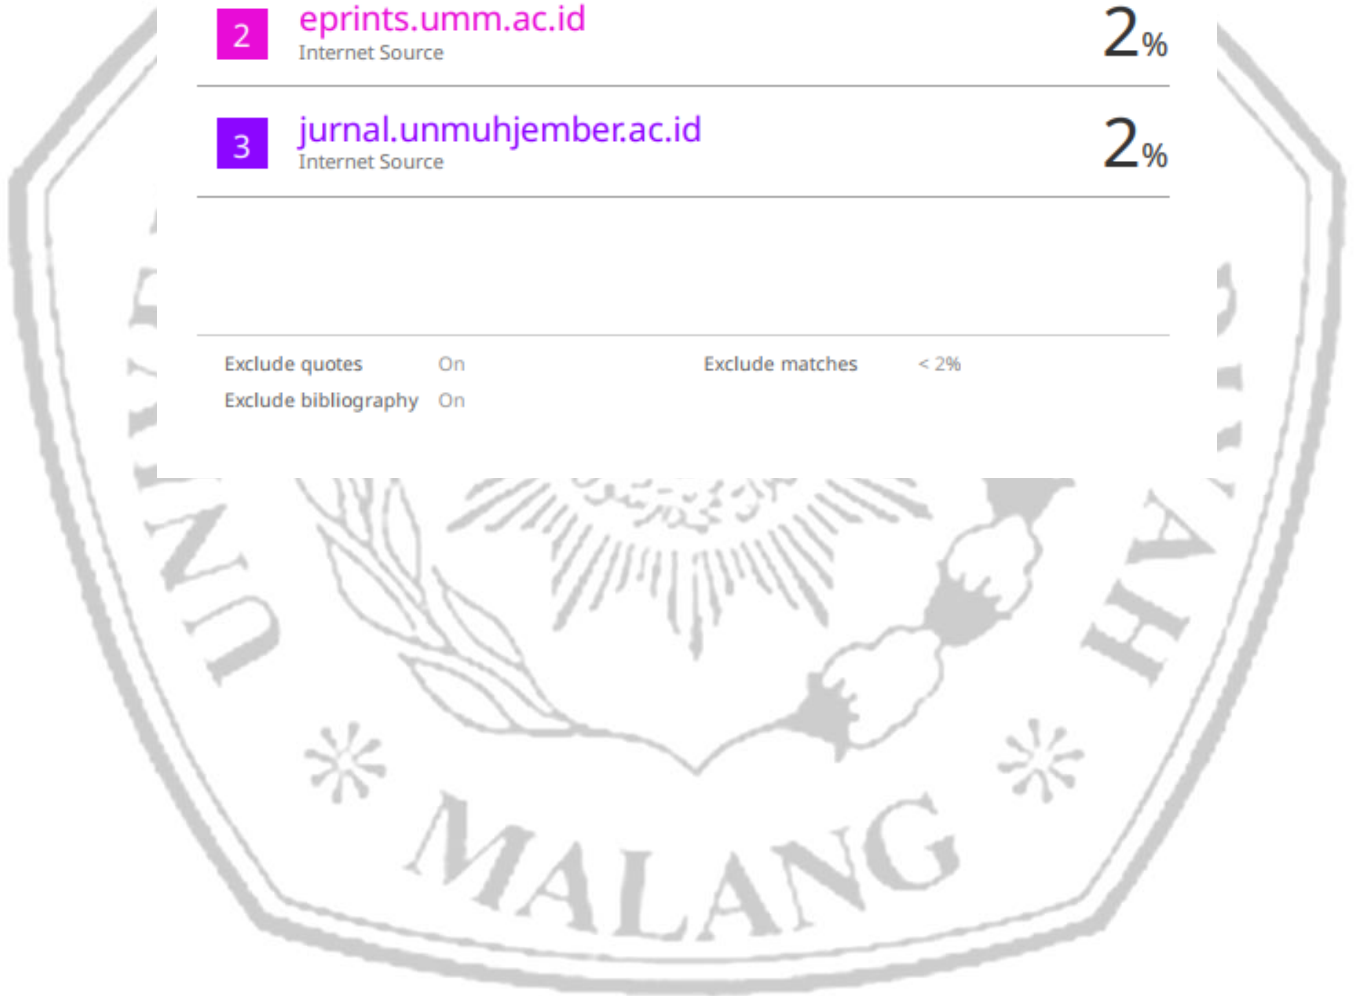 2 eprints.umm.ac.id 2%
Internet Source
3 jurnal.unmuhjember.ac.id 2%
Internet Source
Exclude quotes On Exclude matches < 2%
Exclude bibliography On
MALANG